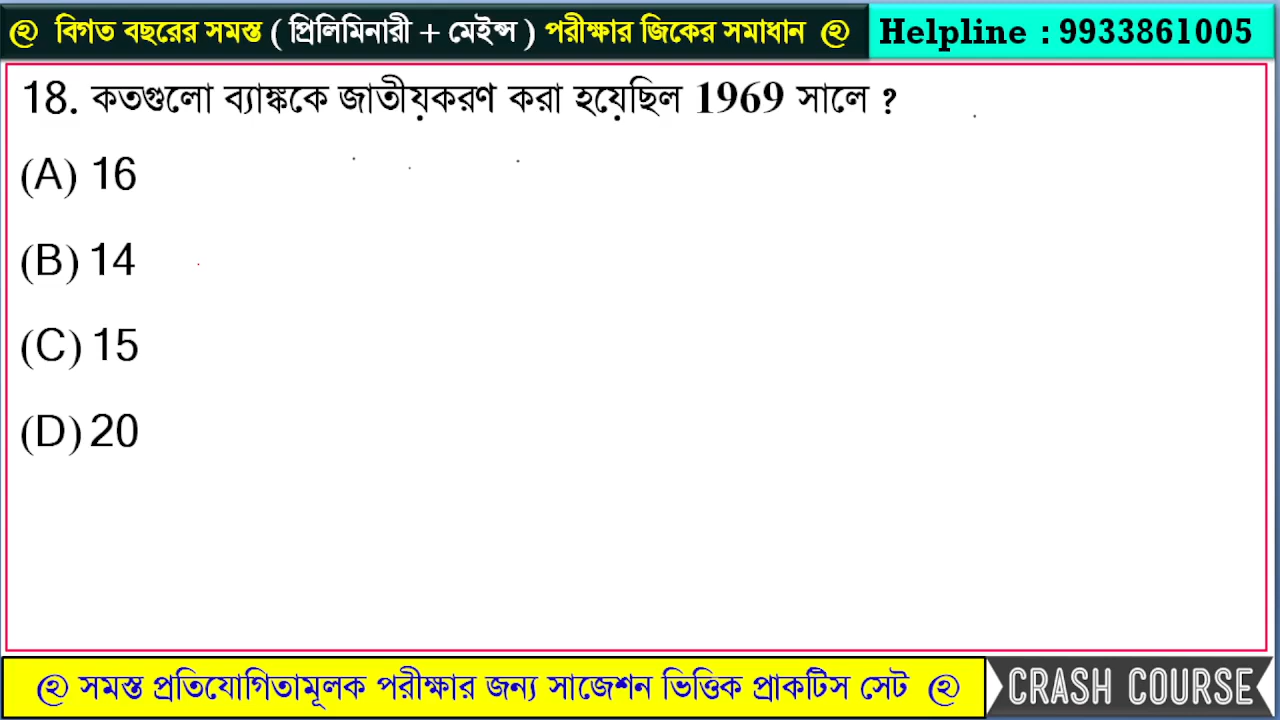 বিগত বছরের সমস্ত ( প্রিলিমিনারী + মেইন্স ) পরীক্ষার জিকের সমাধান
Helpline : 9933861005
18. কতগুলো ব্যাঙ্ককে জাতীয়করণ করা হয়েছিল 1969 সালে ?
(A) 16
(B) 14
(C) 15
(D) 20
সমস্ত প্রতিযোগিতামূলক পরীক্ষার জন্য সাজেশন ভিত্তিক প্রাকটিস সেট
CRASH COURSE